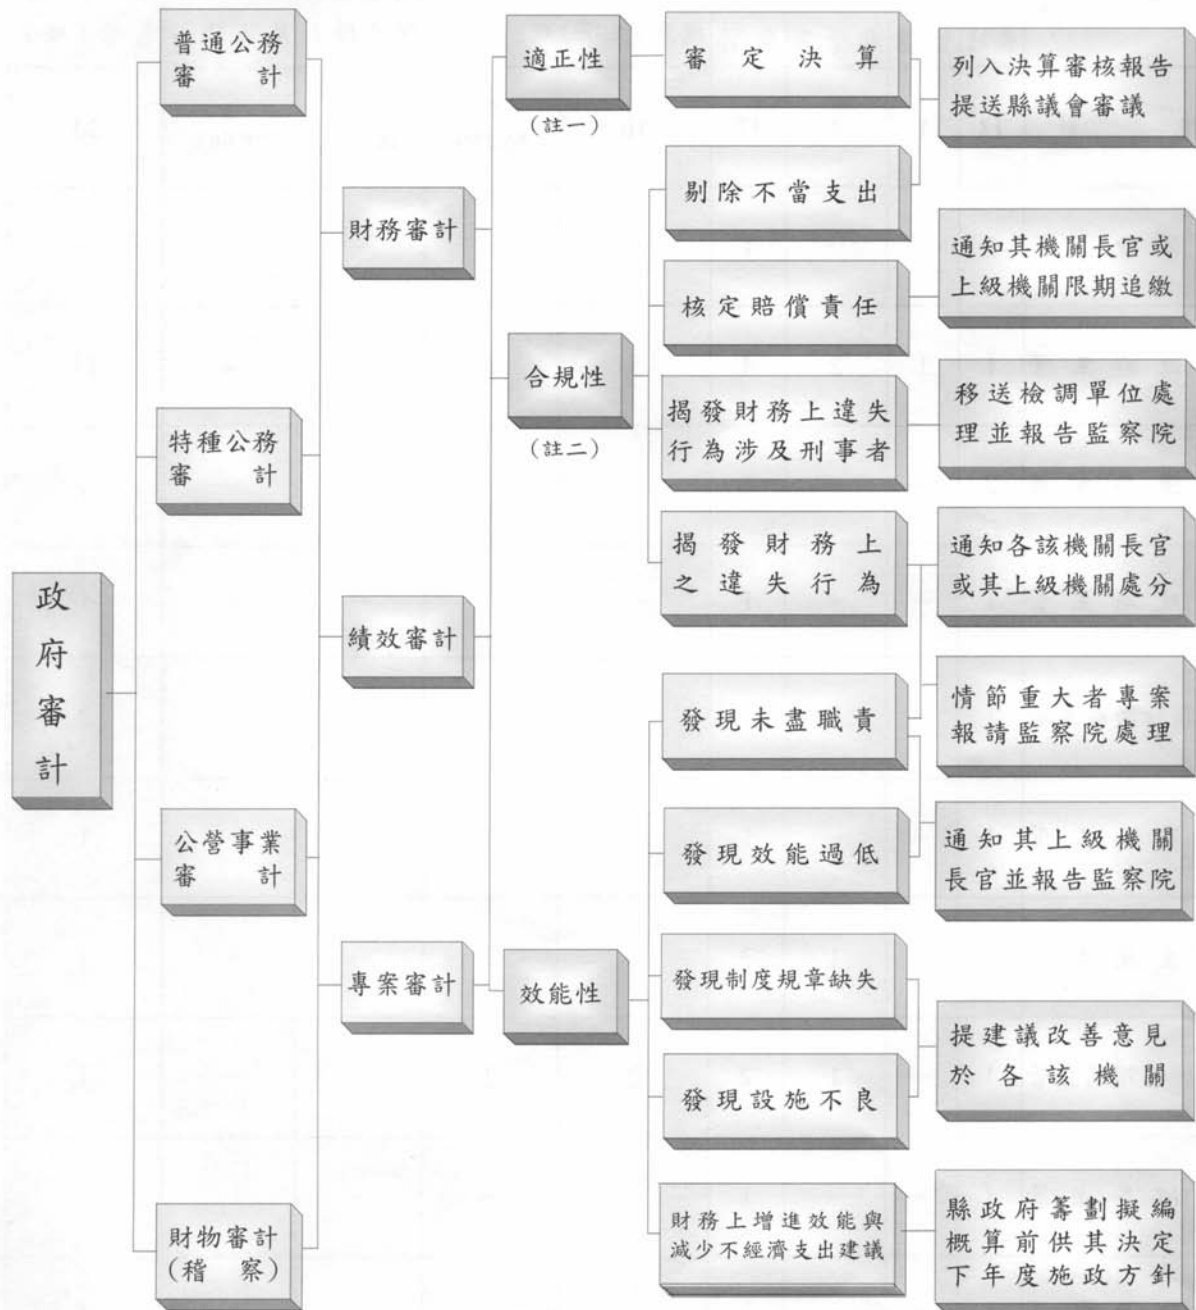 政府審計
普通公務
審計
特種公務
審計
公營事業
審計
財物審計
(稽察)
財務審計
績效審計
專案審計
適正性
(註一)
合規性
(註二)
效能性
審定決算
剔除不當支出
核定賠償責任
揭發財務上違失
行為涉及刑事者
揭發財務上
之違失行為
發現未盡職責
發現效能過低
發現制度規章缺失
發現設施不良
財務上增進效能與
減少不經濟支出建議
列入決算審核報告
提送縣議會審議
通知其機關長官或
上級機關限期追繳
移送檢調單位處
理並報告監察院
通知各該機關長官
或其上級機關處分
情節重大者專案
報請監察院處理
通知其上級機關
長官並報告監察院
提建議改善意見
於各該機關
縣政府籌劃擬編
概算前供其決定
下年度施政方針